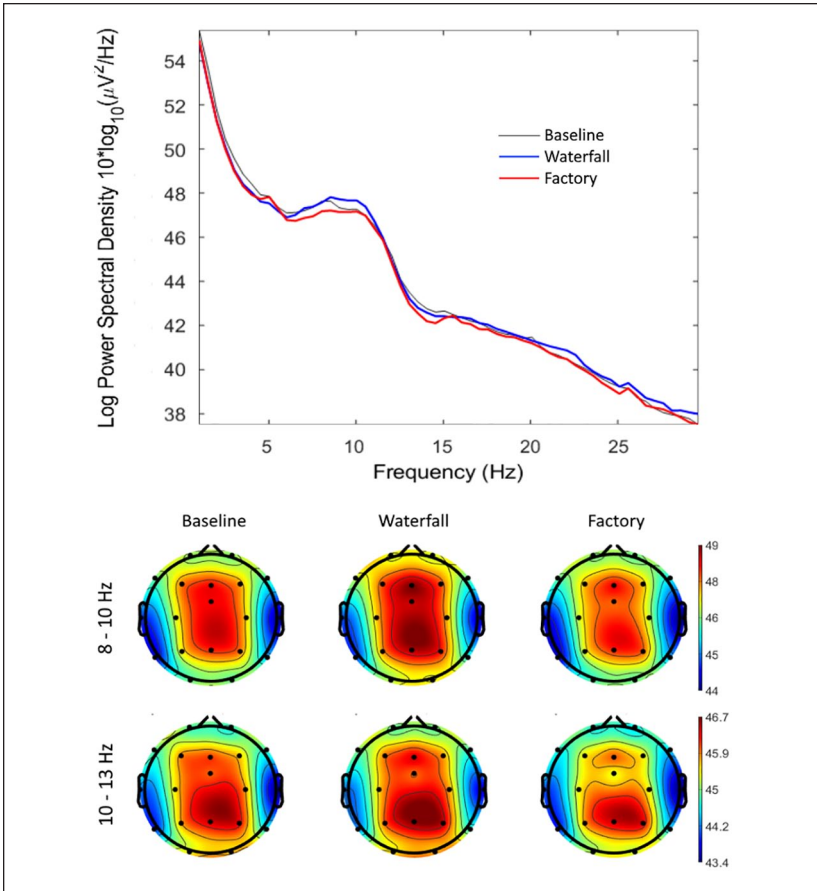 Log Power Spectral Density 10*log10(µV2/Hz)
54
52
50
48
46
44
42
40
38
Baseline
Waterfall
Factory
5 10 15 20 25
Frequency (Hz)
Baseline Waterfall Factory
8 - 10 Hz
49
48
46
45
44
10 - 13 Hz
46.7
45.9
45.1
44.2
43.4